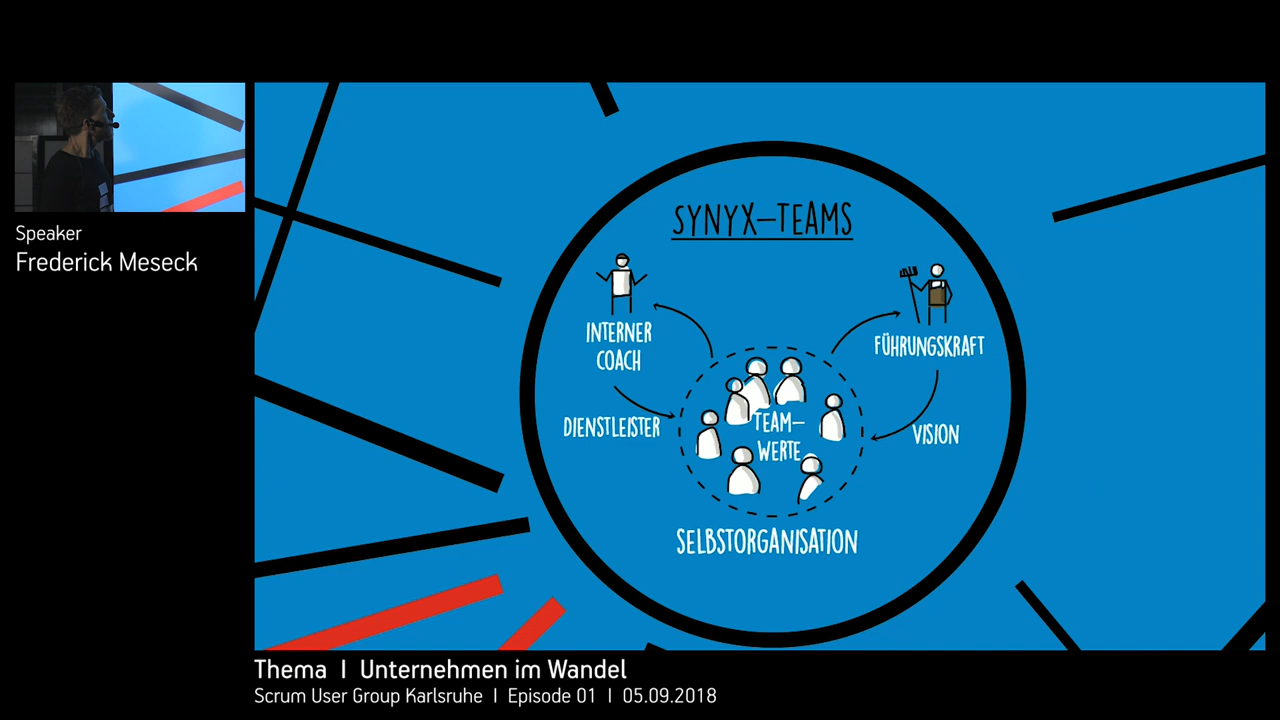 Speaker
Frederick Meseck
SYNYX-TEAMS
INTERNER
COACH
FÜHRUNGSKRAFT
DIENSTLEISTER
TEAM-
WERTE
VISION
SELBSTORGANISATION
Thema | Unternehmen im Wandel
Scrum User Group Karlsruhe | Episode 01 | 05.09.2018